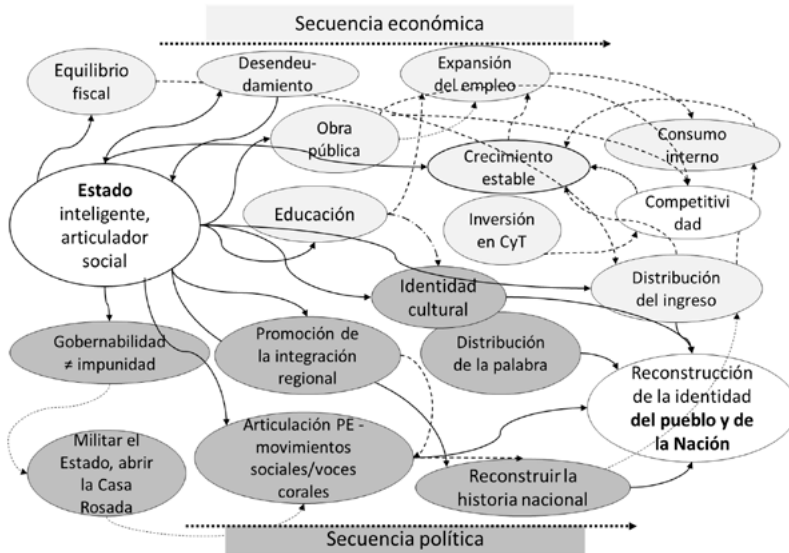 Secuencia económica
Equilibrio
fiscal
Desendeu-
damiento
Expansión
del empleo
Obra
pública
Consumo
interno
Crecimiento
estable
Estado
inteligente,
articulador
social
Educación
Inversión
en CyT
Competitivi
dad
Identidad
cultural
Distribución
del ingreso
Gobernabilidad
≠ impunidad
Promoción de
la integración
regional
Distribución
de la palabra
Reconstrucción
de la identidad
del pueblo y de
la Nación
Militar el
Estado, abrir
la Casa
Rosada
Articulación PE -
movimientos
sociales/voces
corales
Reconstruir la
historia nacional
Secuencia política